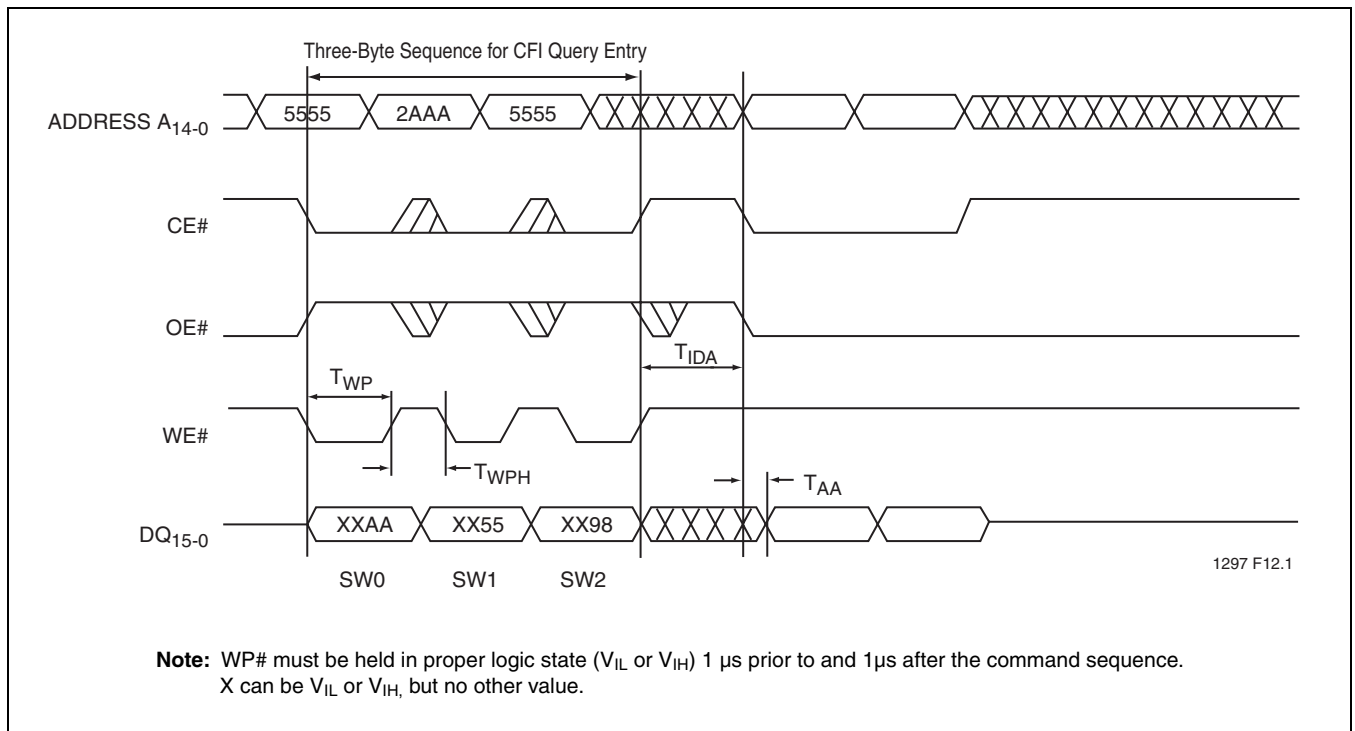 Three-Byte Sequence for CFI Query Entry
ADDRESS A14-0
5555
2AAA
5555
CE#
OE#
TIDA
TWP
WE#
TWPH
TAA
DQ15-0
XXAA
XX55
XX98
SW0
SW1
SW2
1297 F12.1
Note: WP# must be held in proper logic state (VIL or VIH) 1 µs prior to and 1µs after the command sequence.
X can be VIL or VIH, but no other value.